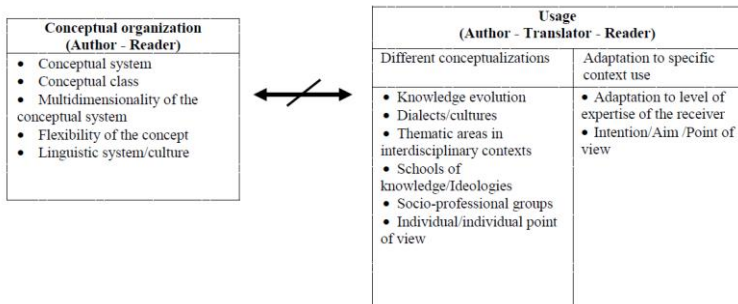 Conceptual organization
(Author - Reader)
• Conceptual system
• Conceptual class
• Multidimensionality of the
conceptual system
• Flexibility of the concept
• Linguistic system/culture
Usage
(Author - Translator - Reader)
Different conceptualizations
• Knowledge evolution
• Dialects/cultures
• Thematic areas in
interdisciplinary contexts
• Schools of
knowledge/Ideologies
• Socio-professional groups
• Individual/individual point
of view
Adaptation to specific
context use
• Adaptation to level of
expertise of the receiver
• Intention/Aim /Point of
view